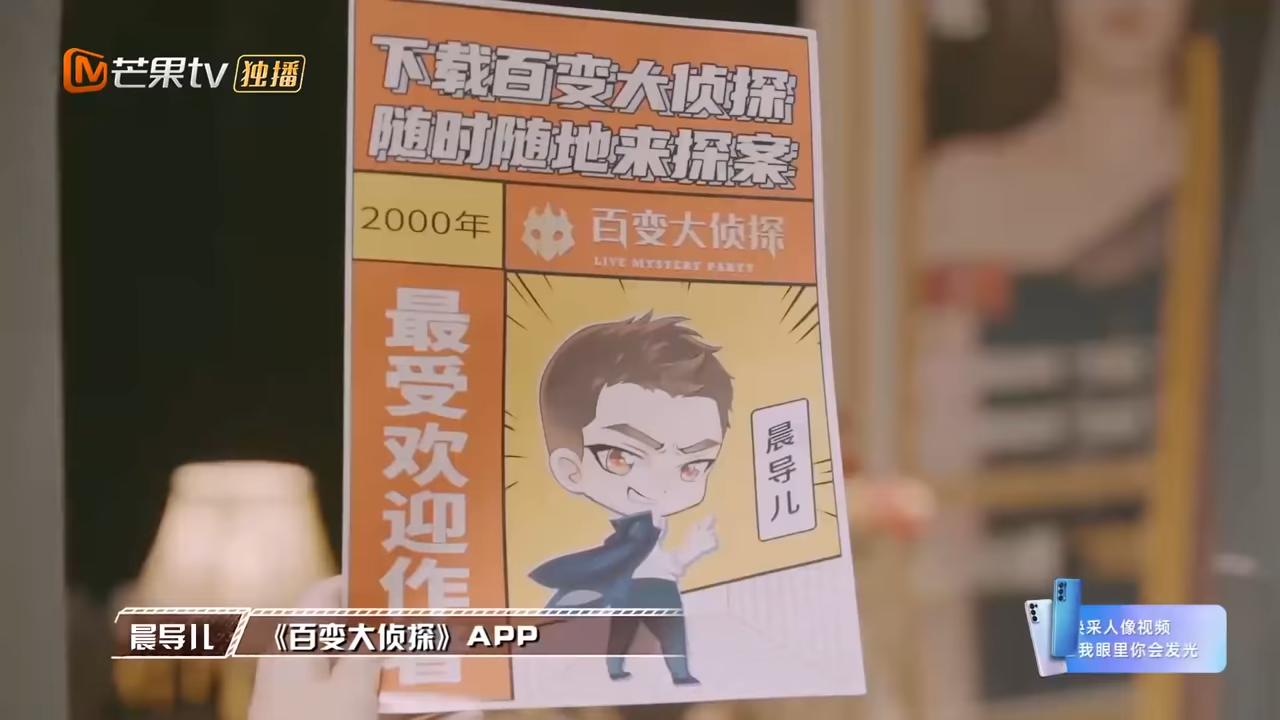 芒果tv 独播
下载百变大侦探
随时随地来探案
2000年
百变大侦探
LIVE MYSTERY PARTY
最受欢迎作者
晨导儿
晨导儿
《百变大侦探》APP
采人像视频
我眼里你会发光